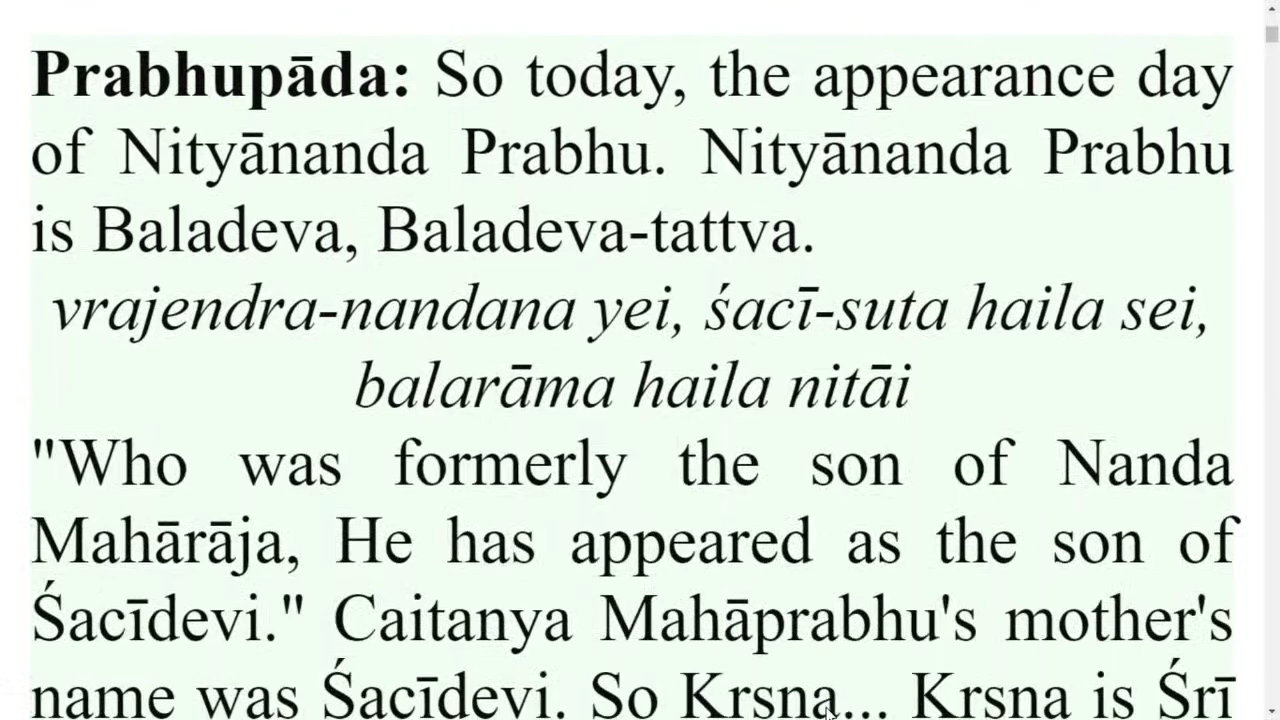 Prabhupāda: So today, the appearance day
of Nityānanda Prabhu. Nityānanda Prabhu
is Baladeva, Baladeva-tattva.
vrajendra-nandana yei, śacī-suta haila sei,
balarāma haila nitāi
"Who was formerly the son of Nanda
Mahārāja, He has appeared as the son of
Śacīdevi." Caitanya Mahāprabhu's mother's
name was Śacīdevi. So Krsna... Krsna is Śrī